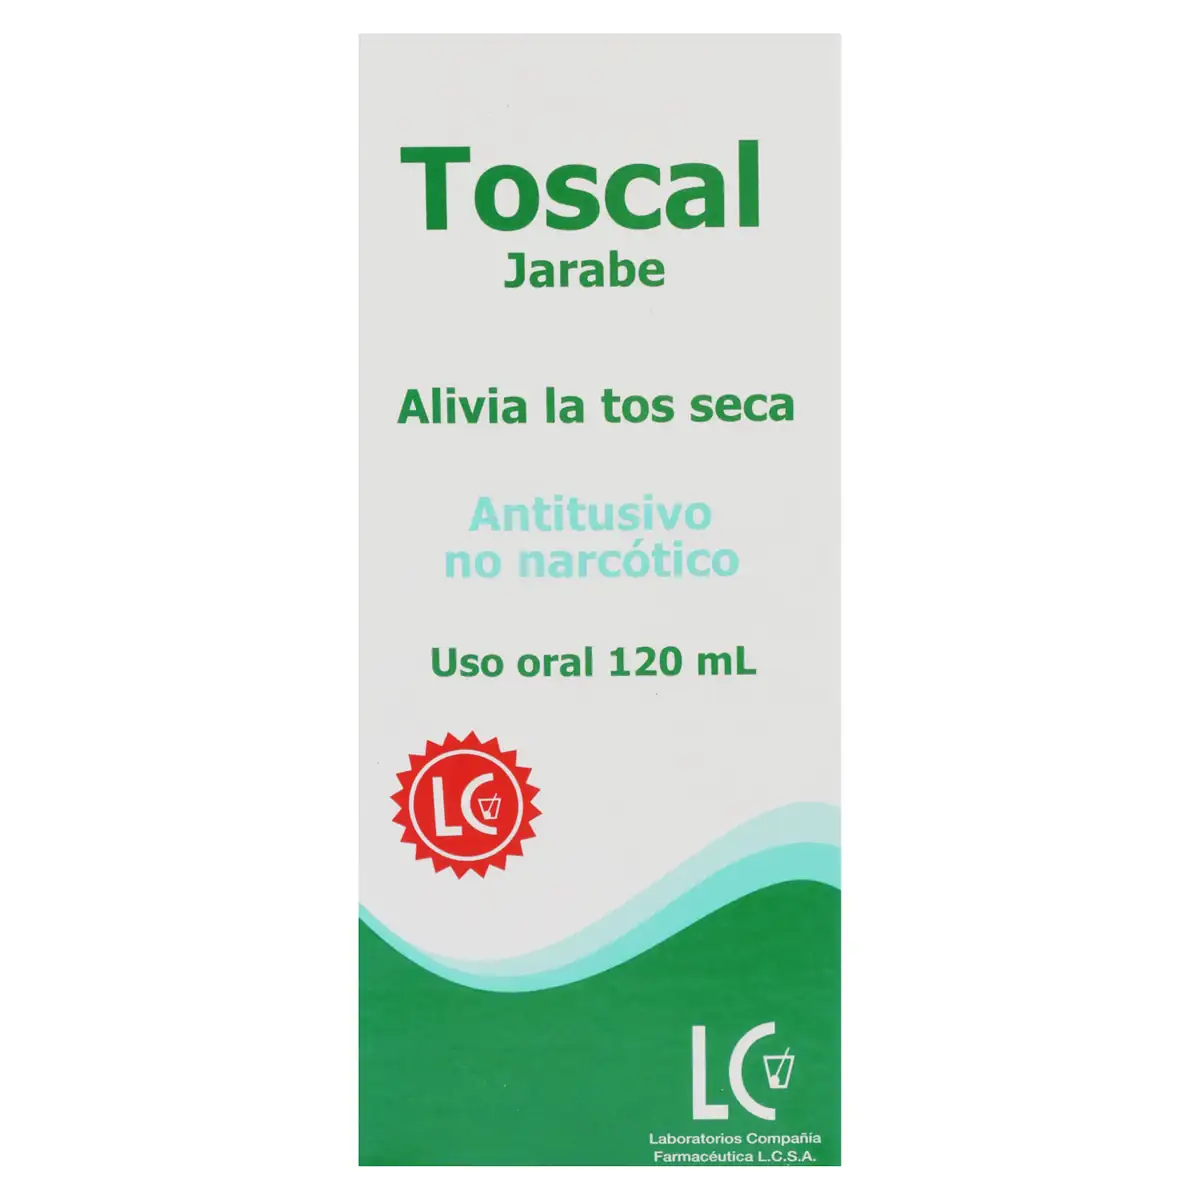 Toscal
Jarabe
Alivia la tos seca
Antitusivo
no narcótico
Uso oral 120 mL
LC
LC
Laboratorios Compañía
Farmacéutica L.C.S.A.